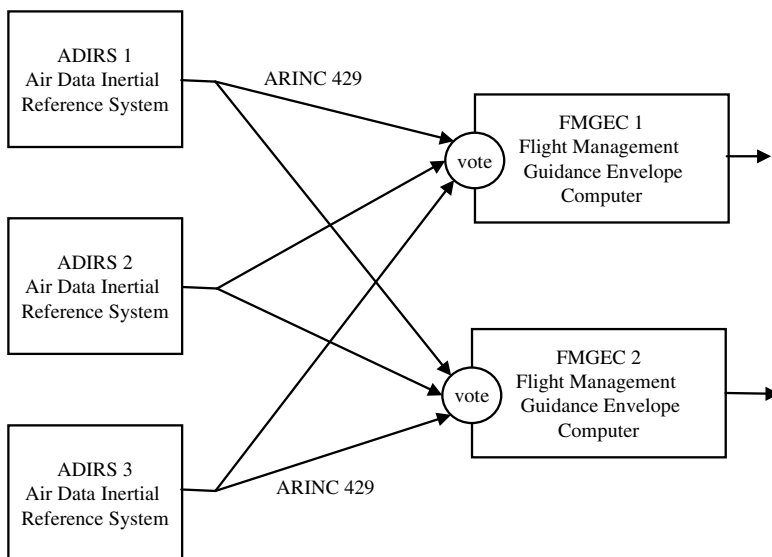 ADIRS 1
Air Data Inertial
Reference System
ARINC 429
vote
FMGEC 1
Flight Management
Guidance Envelope
Computer
ADIRS 2
Air Data Inertial
Reference System
vote
FMGEC 2
Flight Management
Guidance Envelope
Computer
ADIRS 3
Air Data Inertial
Reference System
ARINC 429